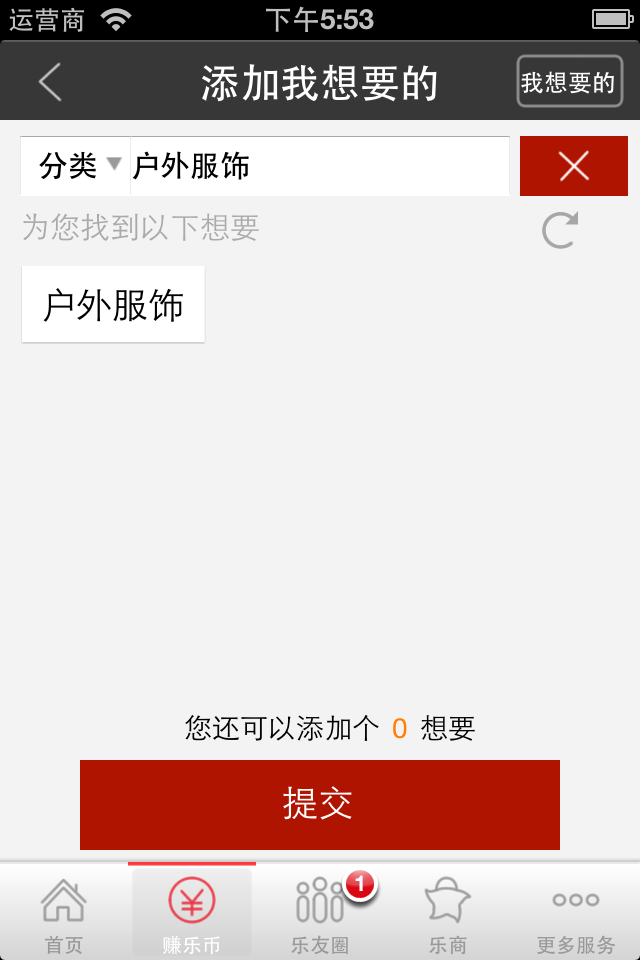 运营商 下午5:53
添加我想要的 我想要的
分类 户外服饰
为您找到以下想要
户外服饰
您还可以添加个 0 想要
提交
1
首页 赚乐币 乐友圈 乐商 更多服务